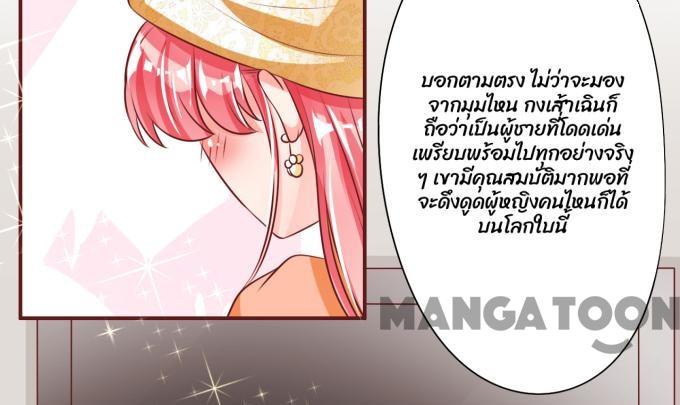 บอกตามตรง ไม่ว่าจะมอง
จากมุมไหน กงเส้าเฉินก็
ถือว่าเป็นผู้ชายที่โดดเด่น
เพรียบพร้อมไปทุกอย่างจริง
ๆ เขามีคุณสมบัติมากพอที่
จะดึงดูดผู้หญิงคนไหนก็ได้
บนโลกใบนี้
MANGATOON